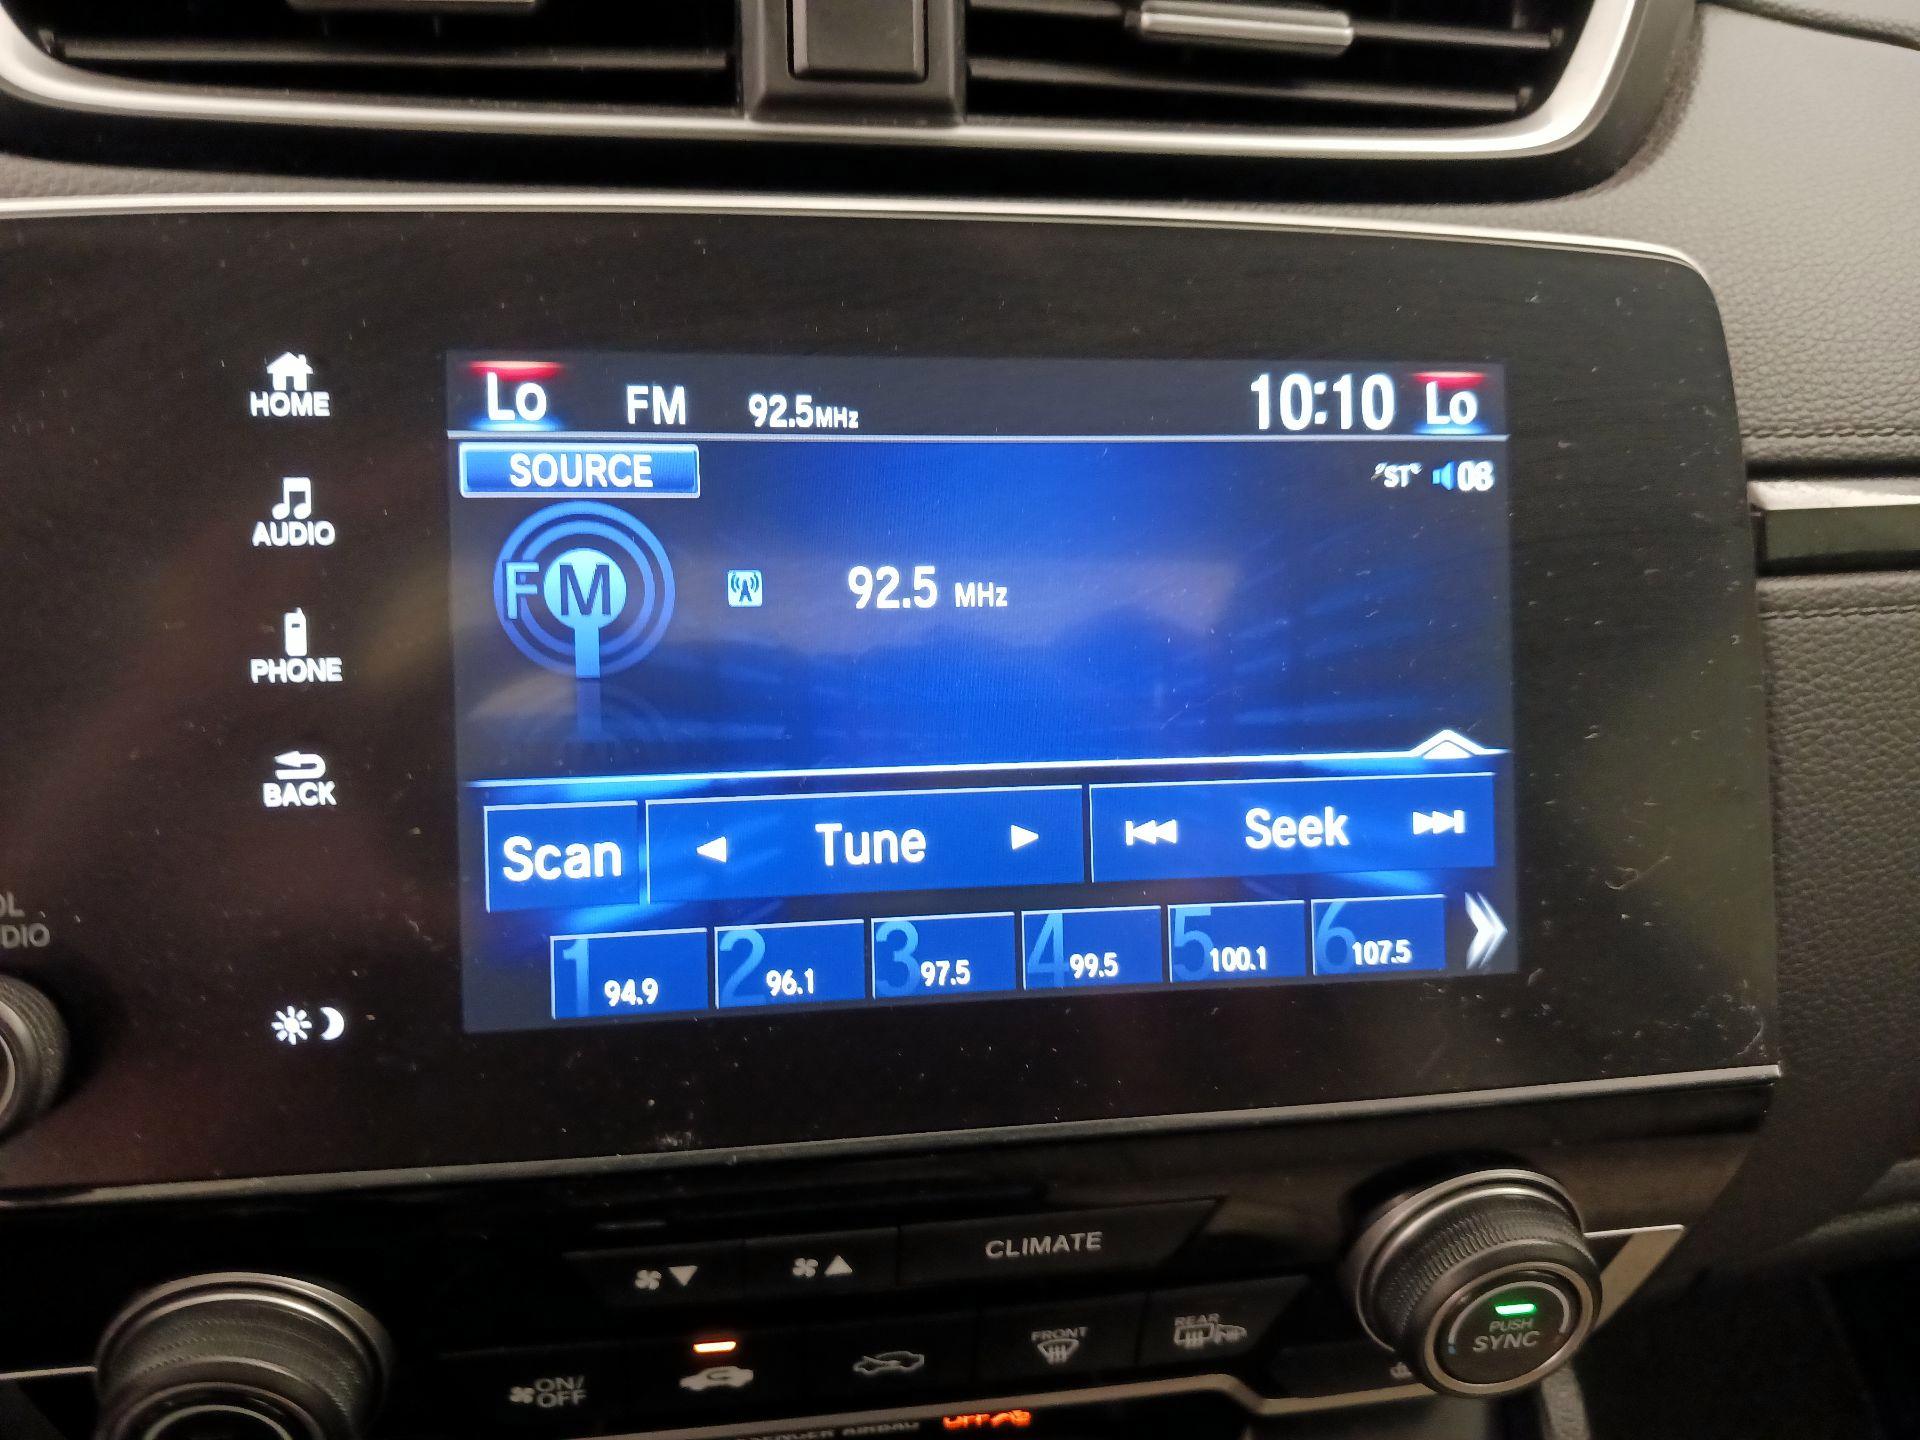 Lo FM 92.5MHz 10:10 Lo
SOURCE
ST 08
FM
92.5 MHz
HOME
AUDIO
PHONE
BACK
Scan Tune Seek
1 94.9 2 96.1 3 97.5 4 99.5 5 100.1 6 107.5
CLIMATE
FRONT
REAR
PUSH
SYNC
ON/
OFF
AIRBAG OFF